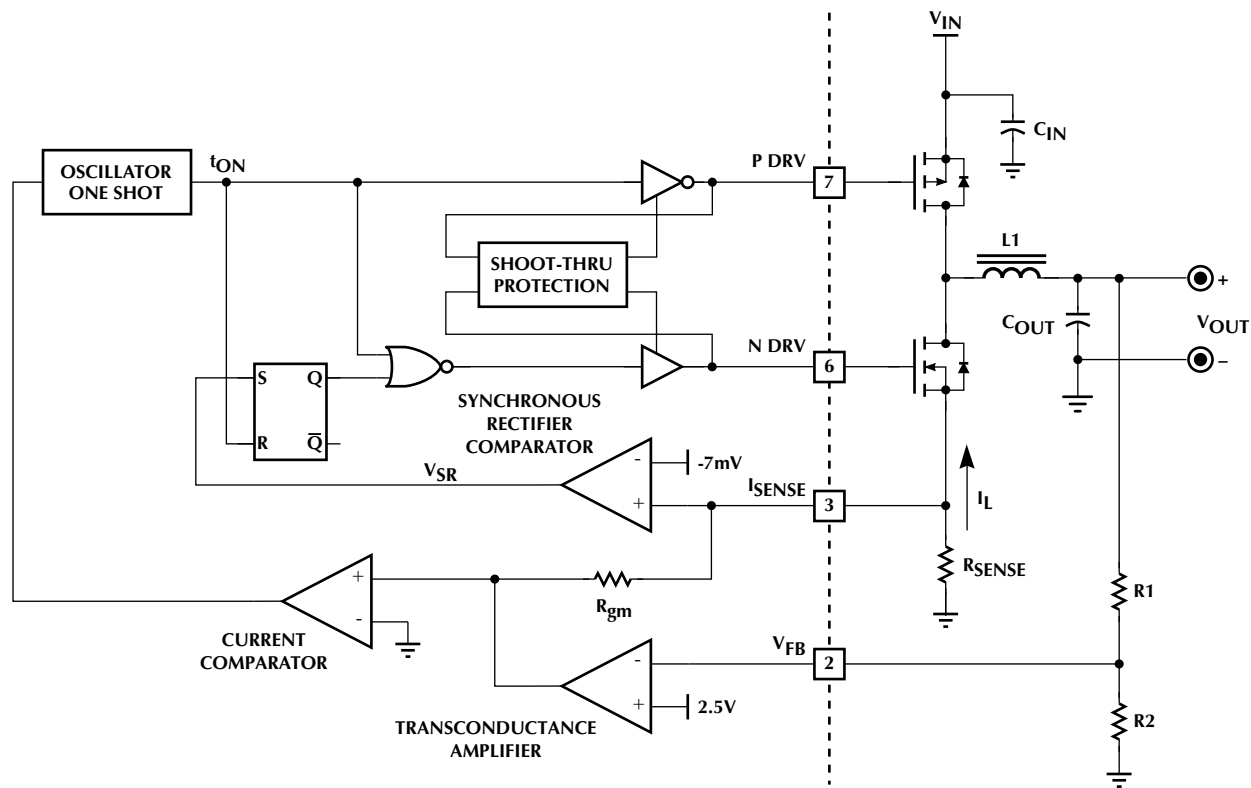 VIN
CIN
OSCILLATOR
ONE SHOT
tON
P DRV
7
L1
SHOOT-THRU
PROTECTION
+
COUT
VOUT
N DRV
6
–
S
Q
R
Q̅
SYNCHRONOUS
RECTIFIER
COMPARATOR
VSR
-
-7mV
+
ISENSE
3
IL
RSENSE
R1
+
-
Rgm
CURRENT
COMPARATOR
VFB
2
-
+
2.5V
TRANSCONDUCTANCE
AMPLIFIER
R2